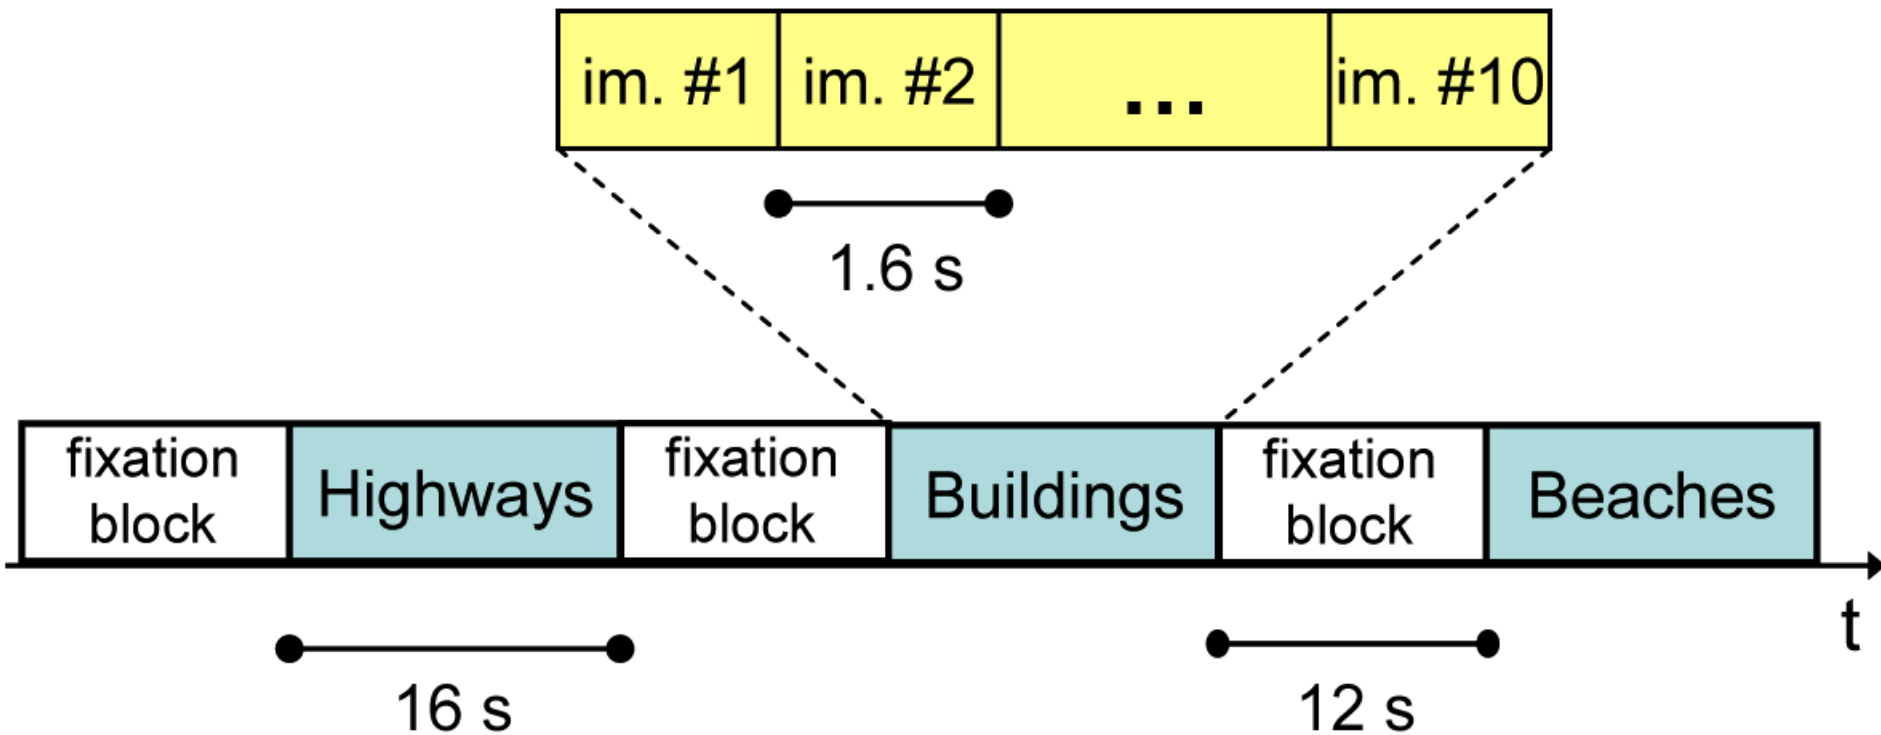 im. #1
im. #2
...
im. #10
1.6 s
fixation
block
Highways
fixation
block
Buildings
fixation
block
Beaches
t
16 s
12 s